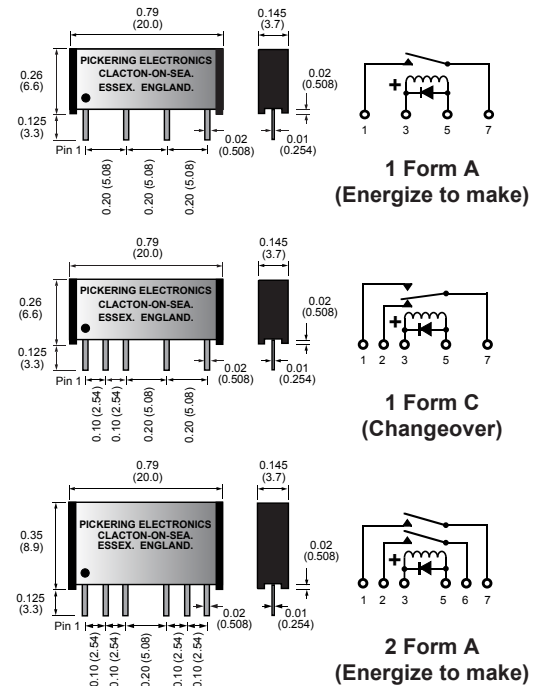 0.79
(20.0)
0.145
(3.7)
PICKERING ELECTRONICS
CLACTON-ON-SEA.
ESSEX. ENGLAND.
0.26
(6.6)
0.125
(3.3)
Pin 1
0.20 (5.08)
0.20 (5.08)
0.20 (5.08)
0.02
(0.508)
0.02
(0.508)
0.01
(0.254)
+
1 3 5 7
1 Form A
(Energize to make)
0.79
(20.0)
0.145
(3.7)
PICKERING ELECTRONICS
CLACTON-ON-SEA.
ESSEX. ENGLAND.
0.26
(6.6)
0.125
(3.3)
Pin 1
0.10 (2.54)
0.10 (2.54)
0.20 (5.08)
0.20 (5.08)
0.02
(0.508)
0.02
(0.508)
0.01
(0.254)
+
1 2 3 5 7
1 Form C
(Changeover)
0.79
(20.0)
0.145
(3.7)
PICKERING ELECTRONICS
CLACTON-ON-SEA.
ESSEX. ENGLAND.
0.35
(8.9)
0.125
(3.3)
Pin 1
0.10 (2.54)
0.10 (2.54)
0.20 (5.08)
0.10 (2.54)
0.10 (2.54)
0.02
(0.508)
0.02
(0.508)
0.01
(0.254)
+
1 2 3 5 6 7
2 Form A
(Energize to make)